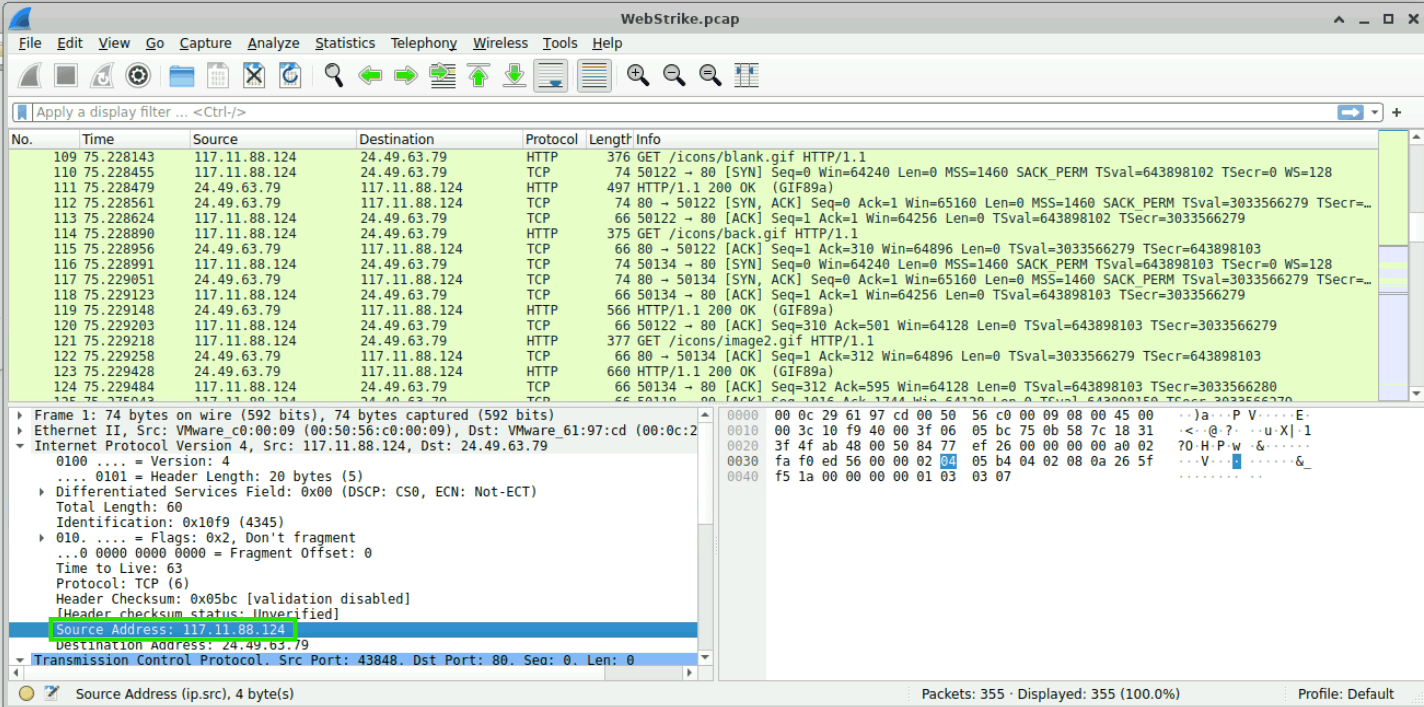 WebStrike.pcap
File Edit View Go Capture Analyze Statistics Telephony Wireless Tools Help
Apply a display filter ... <Ctrl-/>
No. Time Source Destination Protocol Length Info
109 75.228143 117.11.88.124 24.49.63.79 HTTP 376 GET /icons/blank.gif HTTP/1.1
110 75.228455 117.11.88.124 24.49.63.79 TCP 74 50122 → 80 [SYN] Seq=0 Win=64240 Len=0 MSS=1460 SACK_PERM TSval=643898102 TSecr=0 WS=128
111 75.228479 24.49.63.79 117.11.88.124 HTTP 497 HTTP/1.1 200 OK (GIF89a)
112 75.228561 24.49.63.79 117.11.88.124 TCP 74 80 → 50122 [SYN, ACK] Seq=0 Ack=1 Win=65160 Len=0 MSS=1460 SACK_PERM TSval=3033566279 TSecr=…
113 75.228624 117.11.88.124 24.49.63.79 TCP 66 50122 → 80 [ACK] Seq=1 Ack=1 Win=64256 Len=0 TSval=643898102 TSecr=3033566279
114 75.228890 117.11.88.124 24.49.63.79 HTTP 375 GET /icons/back.gif HTTP/1.1
115 75.228956 24.49.63.79 117.11.88.124 TCP 66 80 → 50122 [ACK] Seq=1 Ack=310 Win=64896 Len=0 TSval=3033566279 TSecr=643898103
116 75.228991 117.11.88.124 24.49.63.79 TCP 74 50134 → 80 [SYN] Seq=0 Win=64240 Len=0 MSS=1460 SACK_PERM TSval=643898103 TSecr=0 WS=128
117 75.229051 24.49.63.79 117.11.88.124 TCP 74 80 → 50134 [SYN, ACK] Seq=0 Ack=1 Win=65160 Len=0 MSS=1460 SACK_PERM TSval=3033566279 TSecr=…
118 75.229123 117.11.88.124 24.49.63.79 TCP 66 50134 → 80 [ACK] Seq=1 Ack=1 Win=64256 Len=0 TSval=643898103 TSecr=3033566279
119 75.229148 24.49.63.79 117.11.88.124 HTTP 566 HTTP/1.1 200 OK (GIF89a)
120 75.229203 117.11.88.124 24.49.63.79 TCP 66 50122 → 80 [ACK] Seq=310 Ack=501 Win=64128 Len=0 TSval=643898103 TSecr=3033566279
121 75.229218 117.11.88.124 24.49.63.79 HTTP 377 GET /icons/image2.gif HTTP/1.1
122 75.229258 24.49.63.79 117.11.88.124 TCP 66 80 → 50134 [ACK] Seq=1 Ack=312 Win=64896 Len=0 TSval=3033566279 TSecr=643898103
123 75.229428 24.49.63.79 117.11.88.124 HTTP 660 HTTP/1.1 200 OK (GIF89a)
124 75.229484 117.11.88.124 24.49.63.79 TCP 66 50134 → 80 [ACK] Seq=312 Ack=595 Win=64128 Len=0 TSval=643898103 TSecr=3033566280
Frame 1: 74 bytes on wire (592 bits), 74 bytes captured (592 bits)
Ethernet II, Src: VMware_c0:00:09 (00:50:56:c0:00:09), Dst: VMware_61:97:cd (00:0c:2
Internet Protocol Version 4, Src: 117.11.88.124, Dst: 24.49.63.79
0100 .... = Version: 4
.... 0101 = Header Length: 20 bytes (5)
Differentiated Services Field: 0x00 (DSCP: CS0, ECN: Not-ECT)
Total Length: 60
Identification: 0x10f9 (4345)
010. .... = Flags: 0x2, Don't fragment
...0 0000 0000 0000 = Fragment Offset: 0
Time to Live: 63
Protocol: TCP (6)
Header Checksum: 0x05bc [validation disabled]
[Header checksum status: Unverified]
Source Address: 117.11.88.124
Destination Address: 24.49.63.79
Transmission Control Protocol, Src Port: 43848, Dst Port: 80, Seq: 0, Len: 0
0000 00 0c 29 61 97 cd 00 50 56 c0 00 09 08 00 45 00 ··)a···P V·····E·
0010 00 3c 10 f9 40 00 3f 06 05 bc 75 0b 58 7c 18 31 ·<··@·?· ··u·X|·1
0020 3f 4f ab 48 00 50 84 77 ef 26 00 00 00 00 a0 02 ?O·H·P·w ·&······
0030 fa f0 ed 56 00 00 02 04 05 b4 04 02 08 0a 26 5f ···V···· ······&_
0040 f5 1a 00 00 00 00 01 03 03 07 ········ ··
Source Address (ip.src), 4 byte(s) Packets: 355 · Displayed: 355 (100.0%) Profile: Default